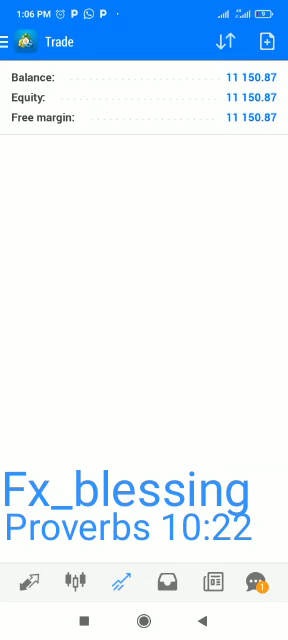 1:06 PM
Trade
Balance: 11 150.87
Equity: 11 150.87
Free margin: 11 150.87
Fx_blessing
Proverbs 10:22
1